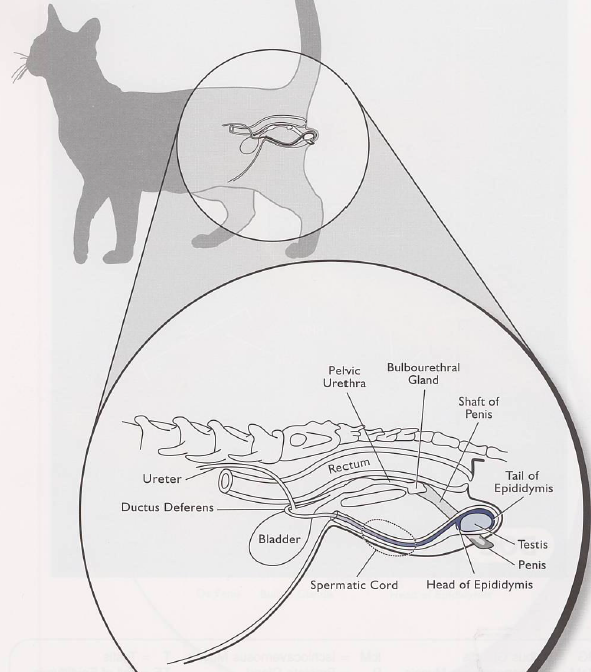 Pelvic
Urethra
Bulbourethral
Gland
Shaft of
Penis
Rectum
Ureter
Tail of
Epididymis
Ductus Deferens
Bladder
Testis
Penis
Spermatic Cord
Head of Epididymis